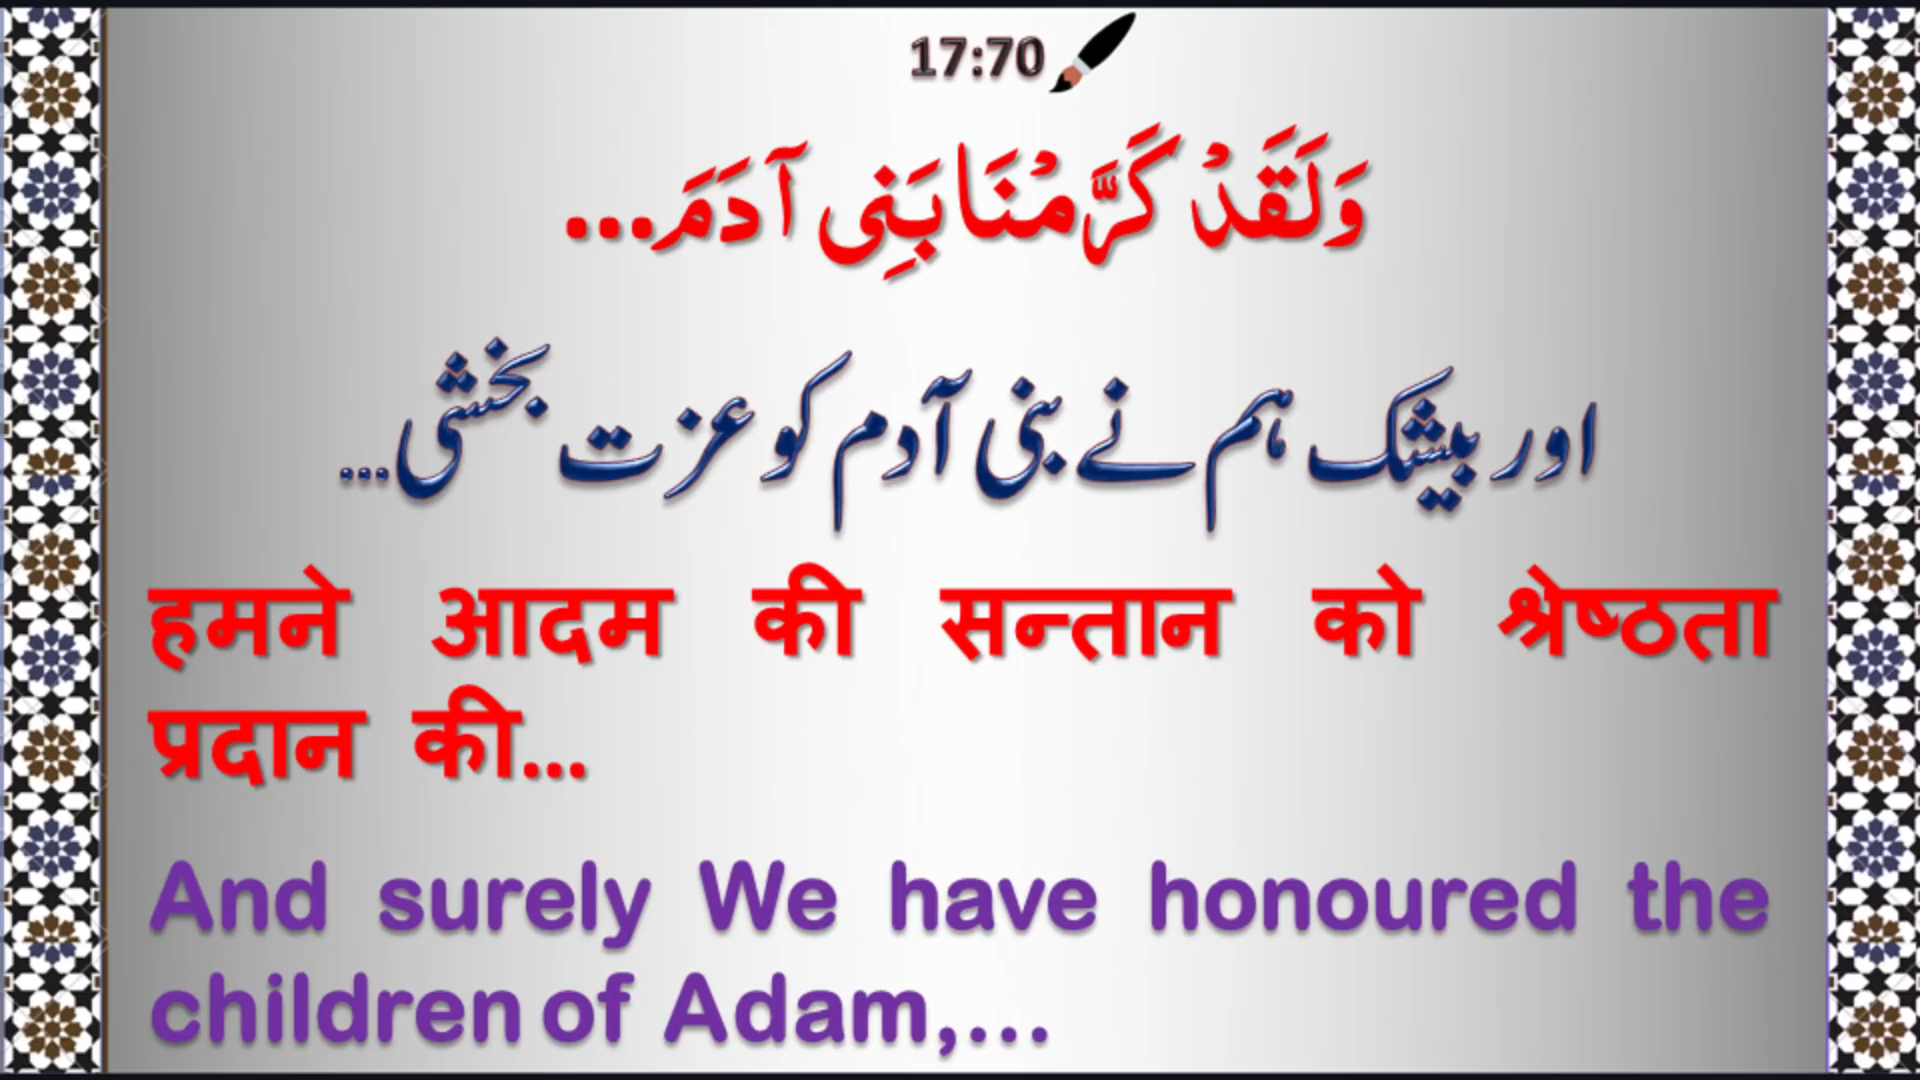 17:70
وَلَقَدْ كَرَّمْنَا بَنِی آدَمَ...
اور بیشک ہم نے بنی آدم کو عزت بخشی...
हमने आदम की सन्तान को श्रेष्ठता
प्रदान की...
And surely We have honoured the
children of Adam,...